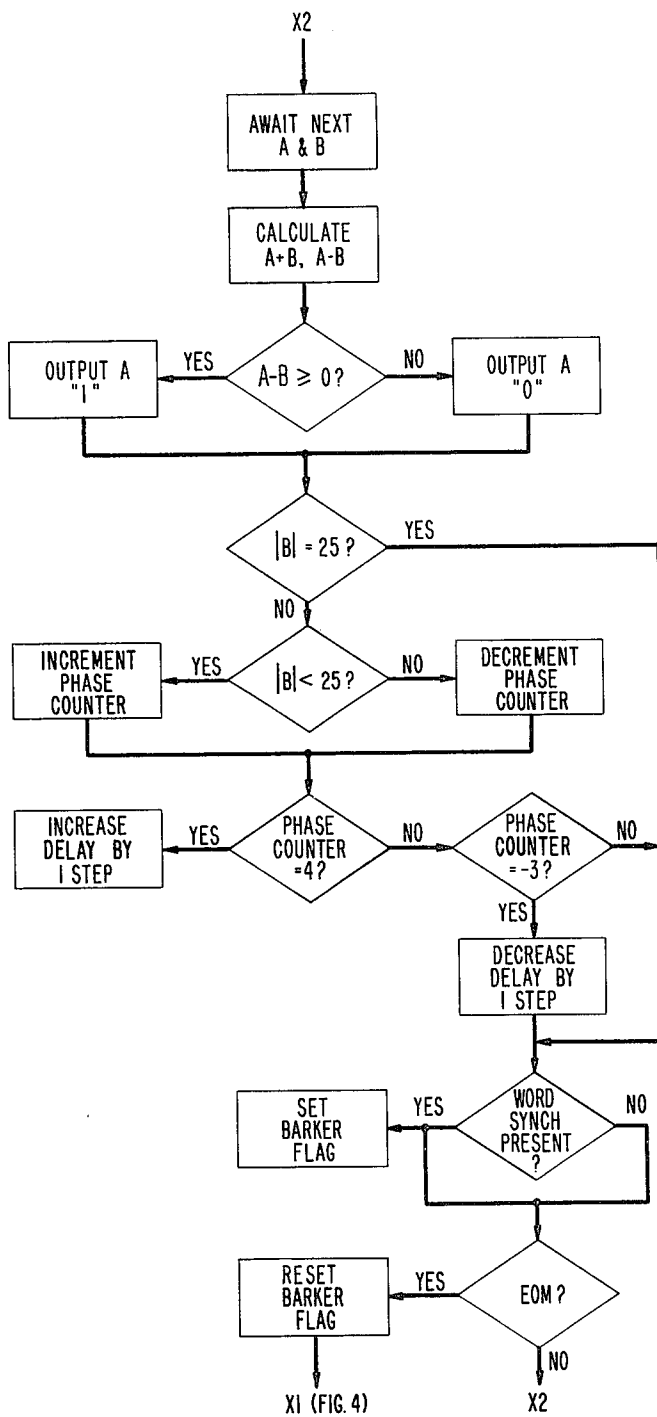 X2
AWAIT NEXT
A & B
CALCULATE
A+B, A-B
OUTPUT A
"1"
YES
A-B ≥ 0?
NO
OUTPUT A
"0"
|B| = 25?
YES
NO
INCREMENT
PHASE
COUNTER
YES
|B| < 25?
NO
DECREMENT
PHASE
COUNTER
INCREASE
DELAY BY
1 STEP
YES
PHASE
COUNTER
=4?
NO
PHASE
COUNTER
=-3?
NO
YES
DECREASE
DELAY BY
1 STEP
SET
BARKER
FLAG
YES
WORD
SYNCH
PRESENT
?
NO
RESET
BARKER
FLAG
YES
EOM?
NO
X1 (FIG. 4)
X2